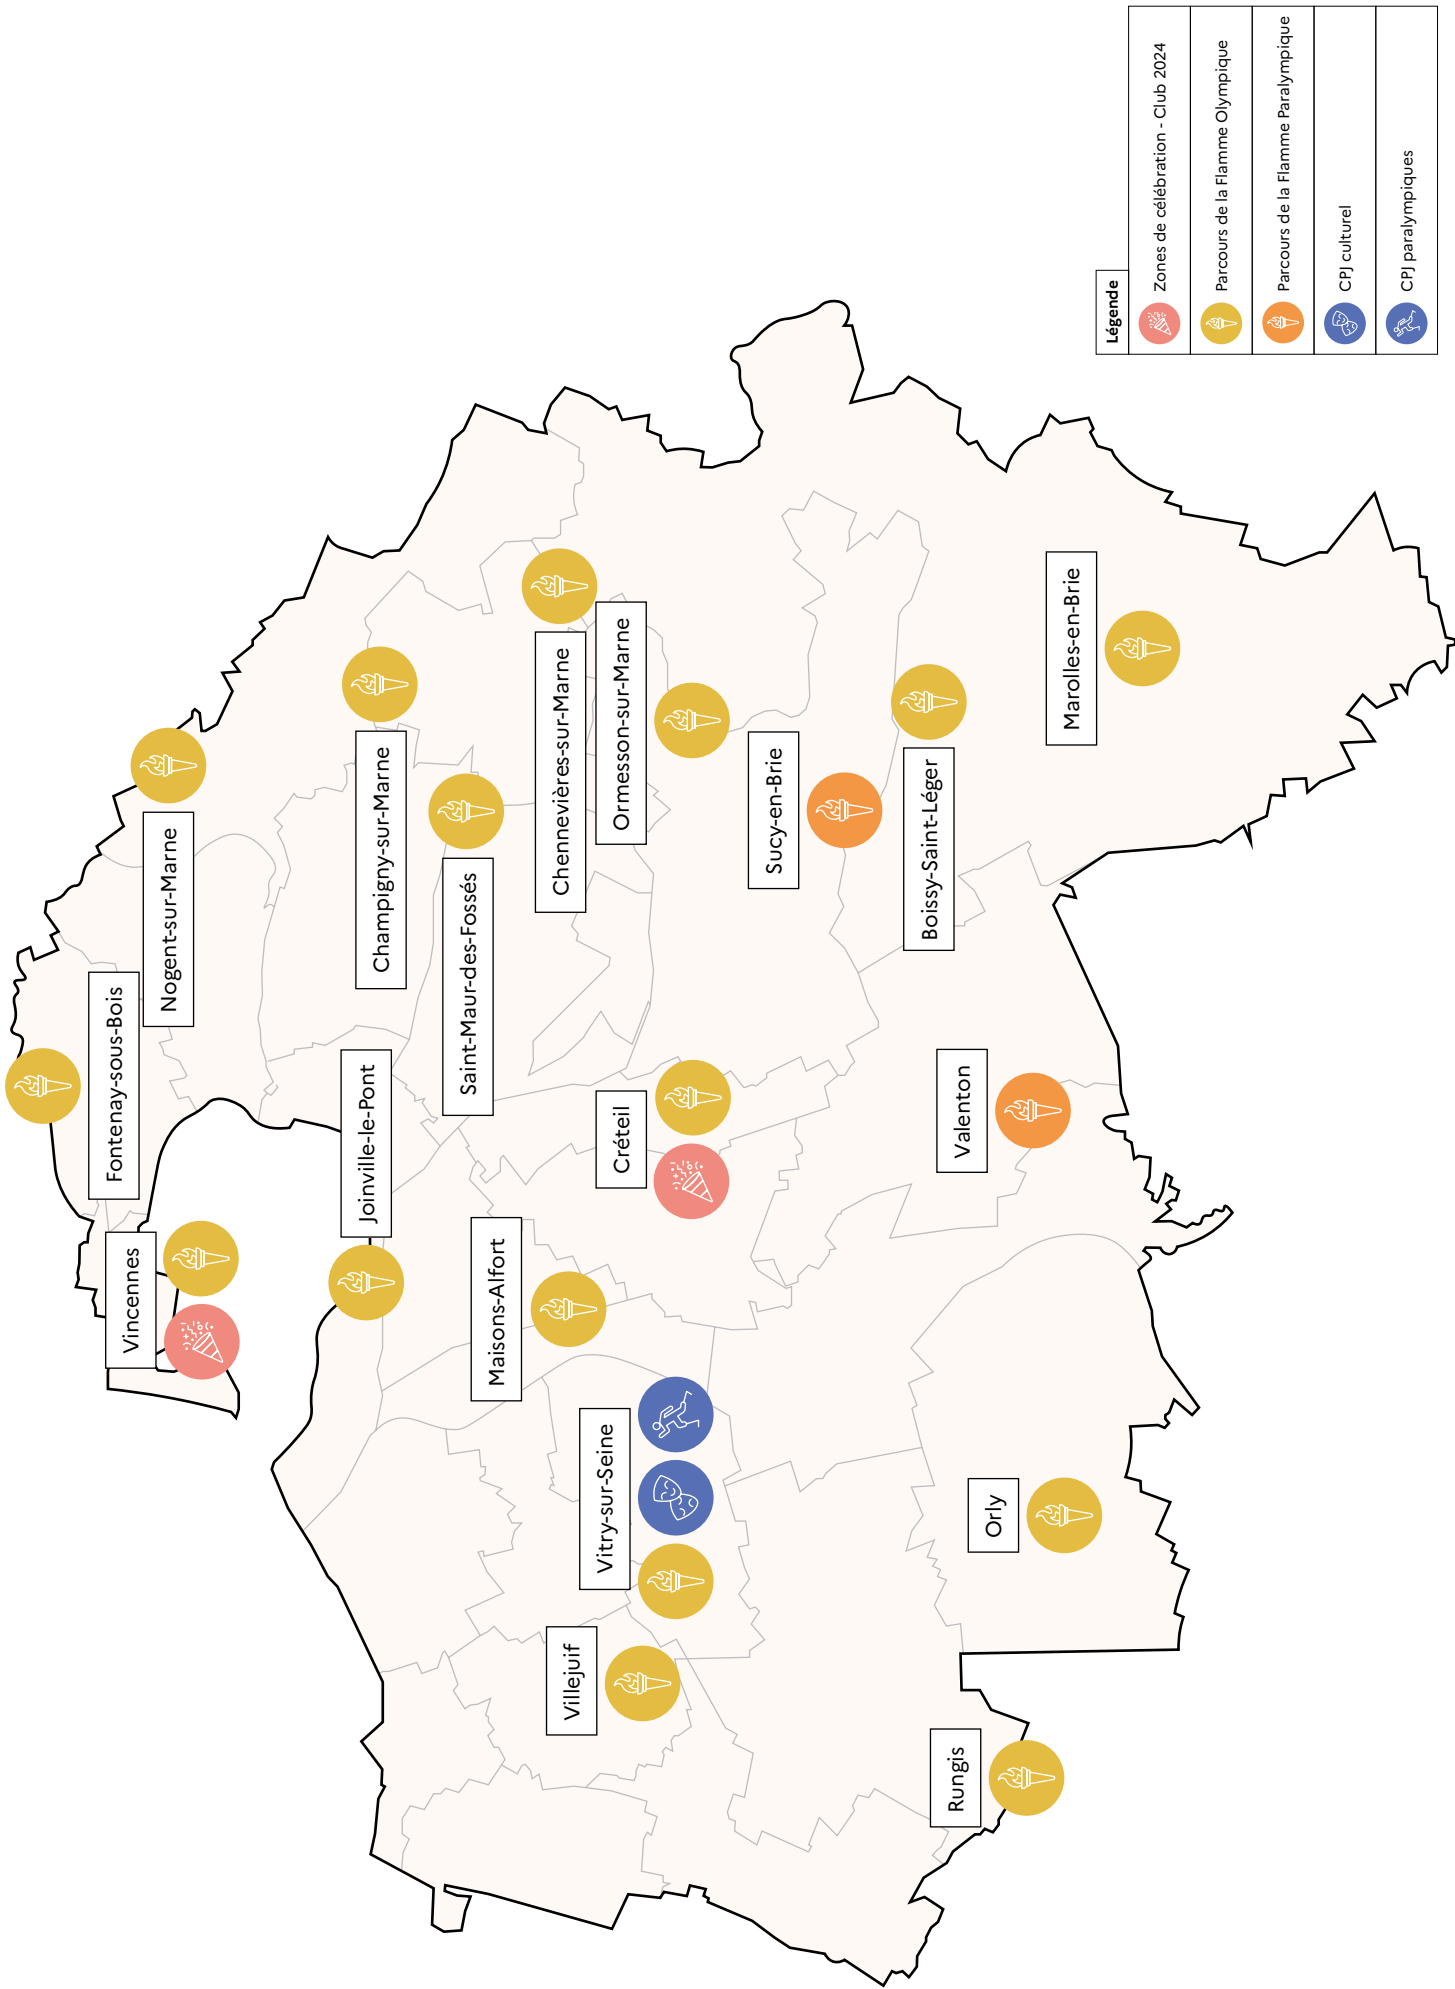 Fontenay-sous-Bois
Nogent-sur-Marne
Vincennes
Joinville-le-Pont
Champigny-sur-Marne
Saint-Maur-des-Fossés
Maisons-Alfort
Chennevières-sur-Marne
Ormesson-sur-Marne
Créteil
Vitry-sur-Seine
Villejuif
Sucy-en-Brie
Boissy-Saint-Léger
Marolles-en-Brie
Valenton
Orly
Rungis
Légende
Zones de célébration - Club 2024
Parcours de la Flamme Olympique
Parcours de la Flamme Paralympique
CPJ culturel
CPJ paralympiques